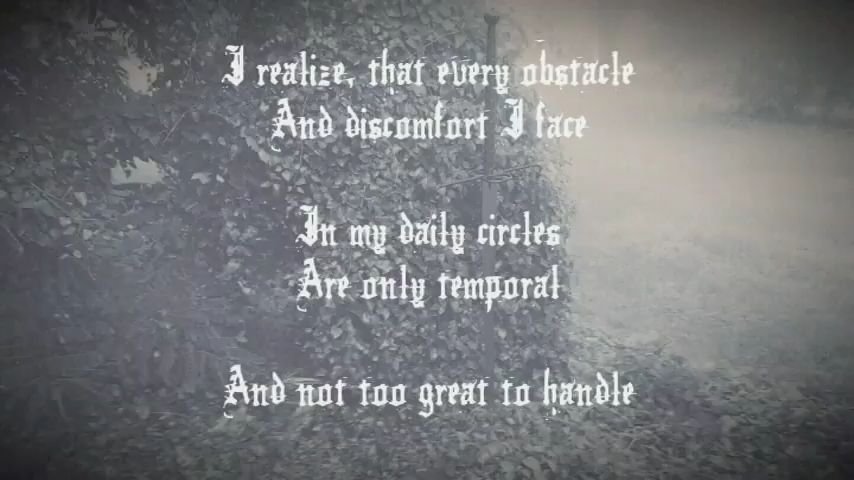 I realize, that every obstacle
And discomfort I face
In my daily circles
Are only temporal
And not too great to handle